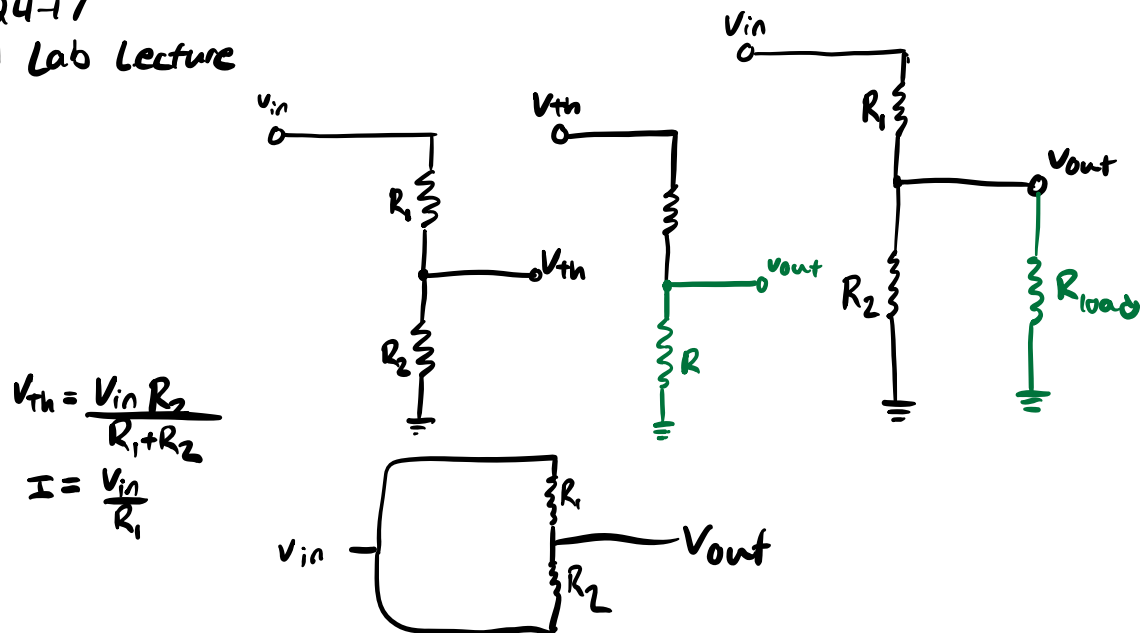 Lab Lecture
Vin
R1
Vth
R2
Vth
Vout
R
Vin
R1
Vout
R2
Rload
Vth = Vin R2 / R1+R2
I = Vin / R1
Vin
R1
Vout
R2